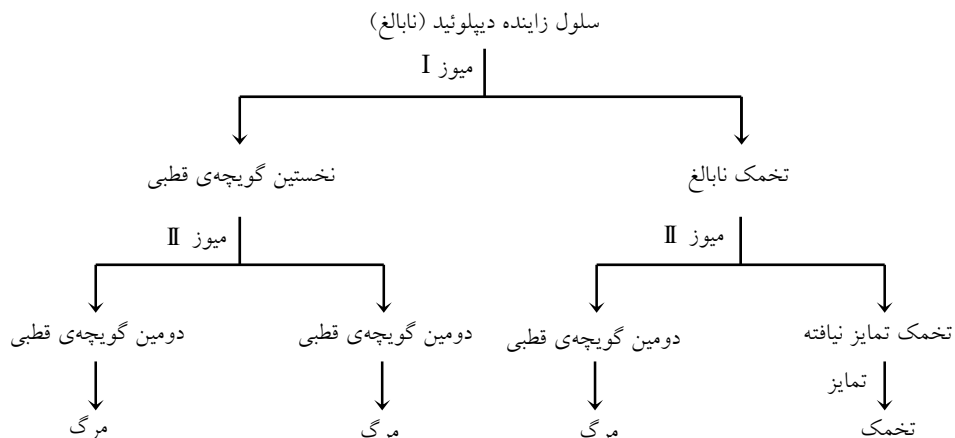 سلول زاینده دیپلوئید (نابالغ)
میوز I
تخمک نابالغ
نخستین گویچه‌ی قطبی
میوز II
میوز II
تخمک تمایز نیافته
دومین گویچه‌ی قطبی
دومین گویچه‌ی قطبی
دومین گویچه‌ی قطبی
تمایز
تخمک
مرگ
مرگ
مرگ